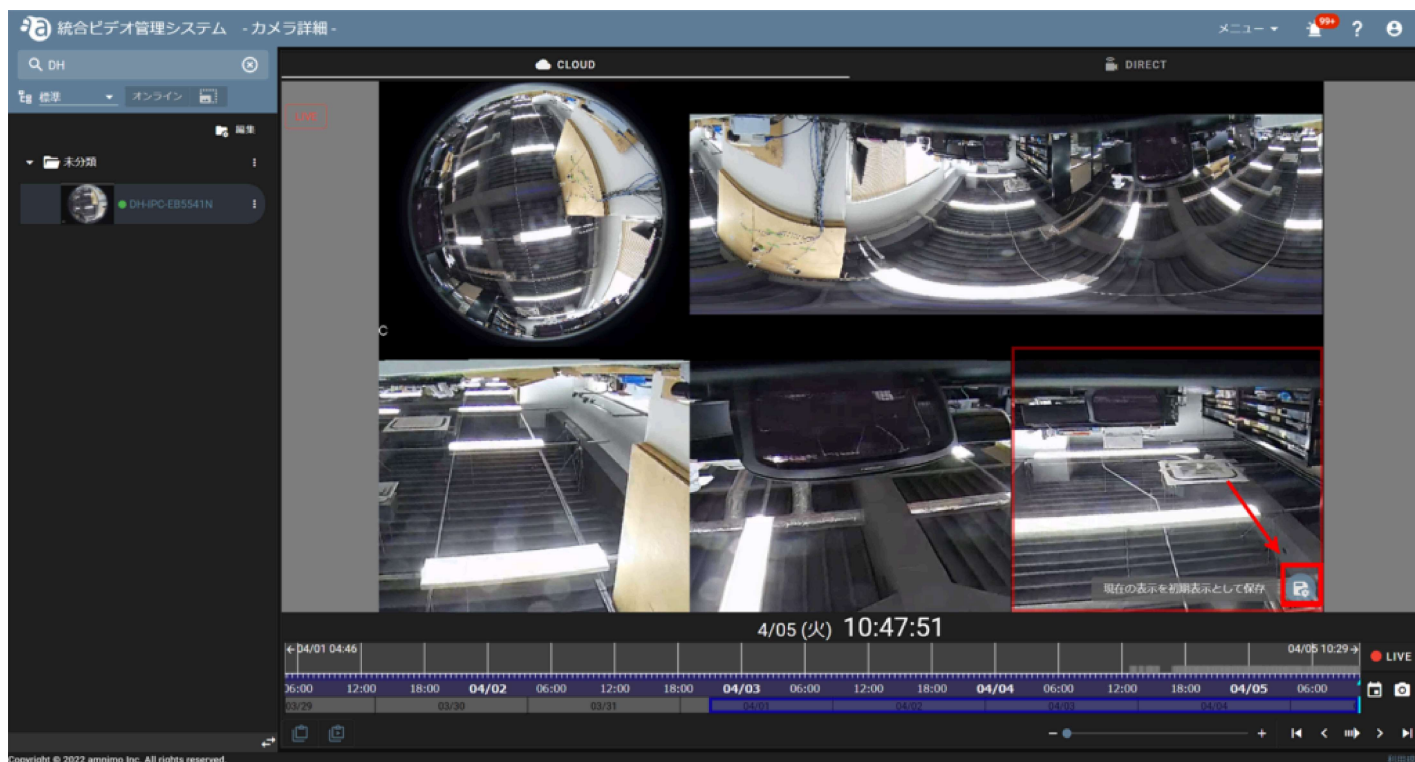 統合ビデオ管理システム - カメラ詳細 -
メニュー
99+
?
DH
CLOUD
DIRECT
標準
オンライン
LIVE
編集
未分類
DH-IPC-EB5541N
C
現在の表示を初期表示として保存
4/05 (火) 10:47:51
04/01 04:46
04/05 10:29
LIVE
06:00 12:00 18:00 04/02 06:00 12:00 18:00 04/03 06:00 12:00 18:00 04/04 06:00 12:00 18:00 04/05 06:00
03/29 03/30 03/31 04/01 04/02 04/03 04/04
Copyright © 2022 amnimo Inc. All rights reserved.